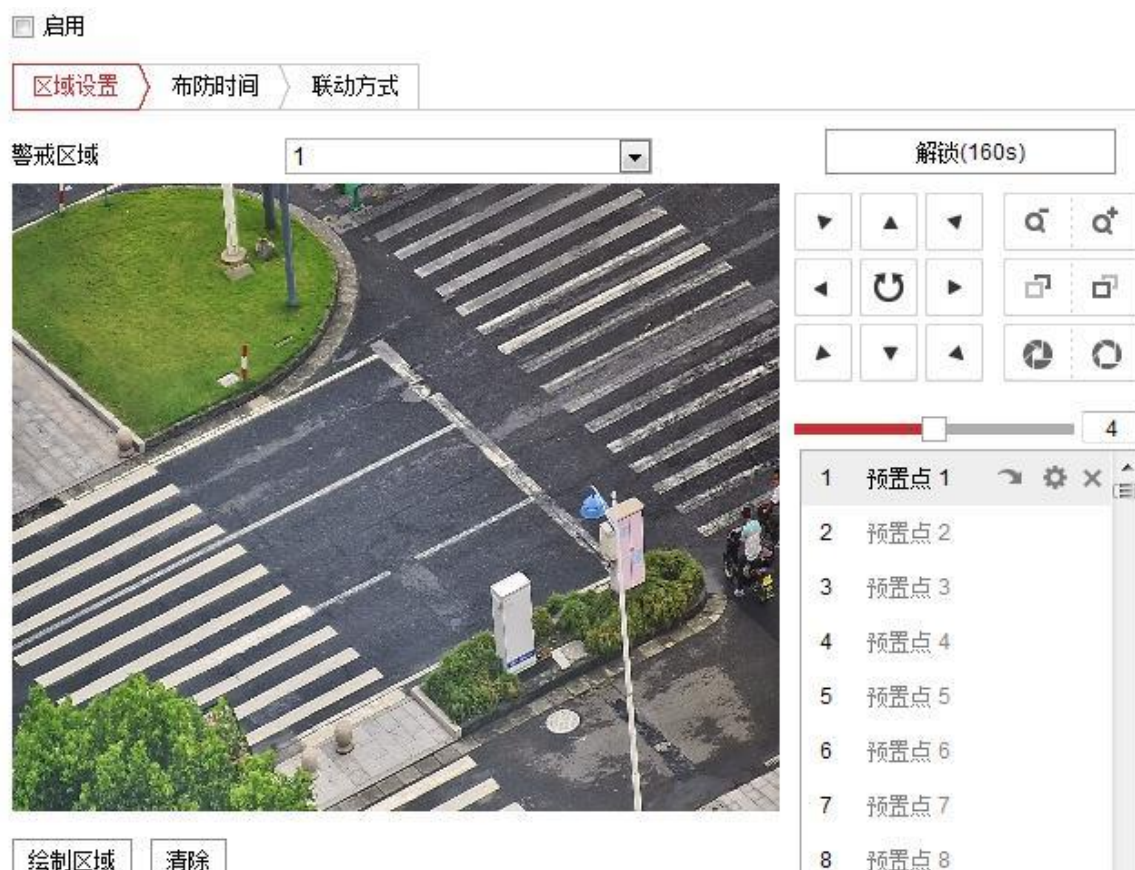 启用
区域设置 布防时间 联动方式
警戒区域 1 解锁(160s)
4
1 预置点 1
2 预置点 2
3 预置点 3
4 预置点 4
5 预置点 5
6 预置点 6
7 预置点 7
8 预置点 8
绘制区域 清除